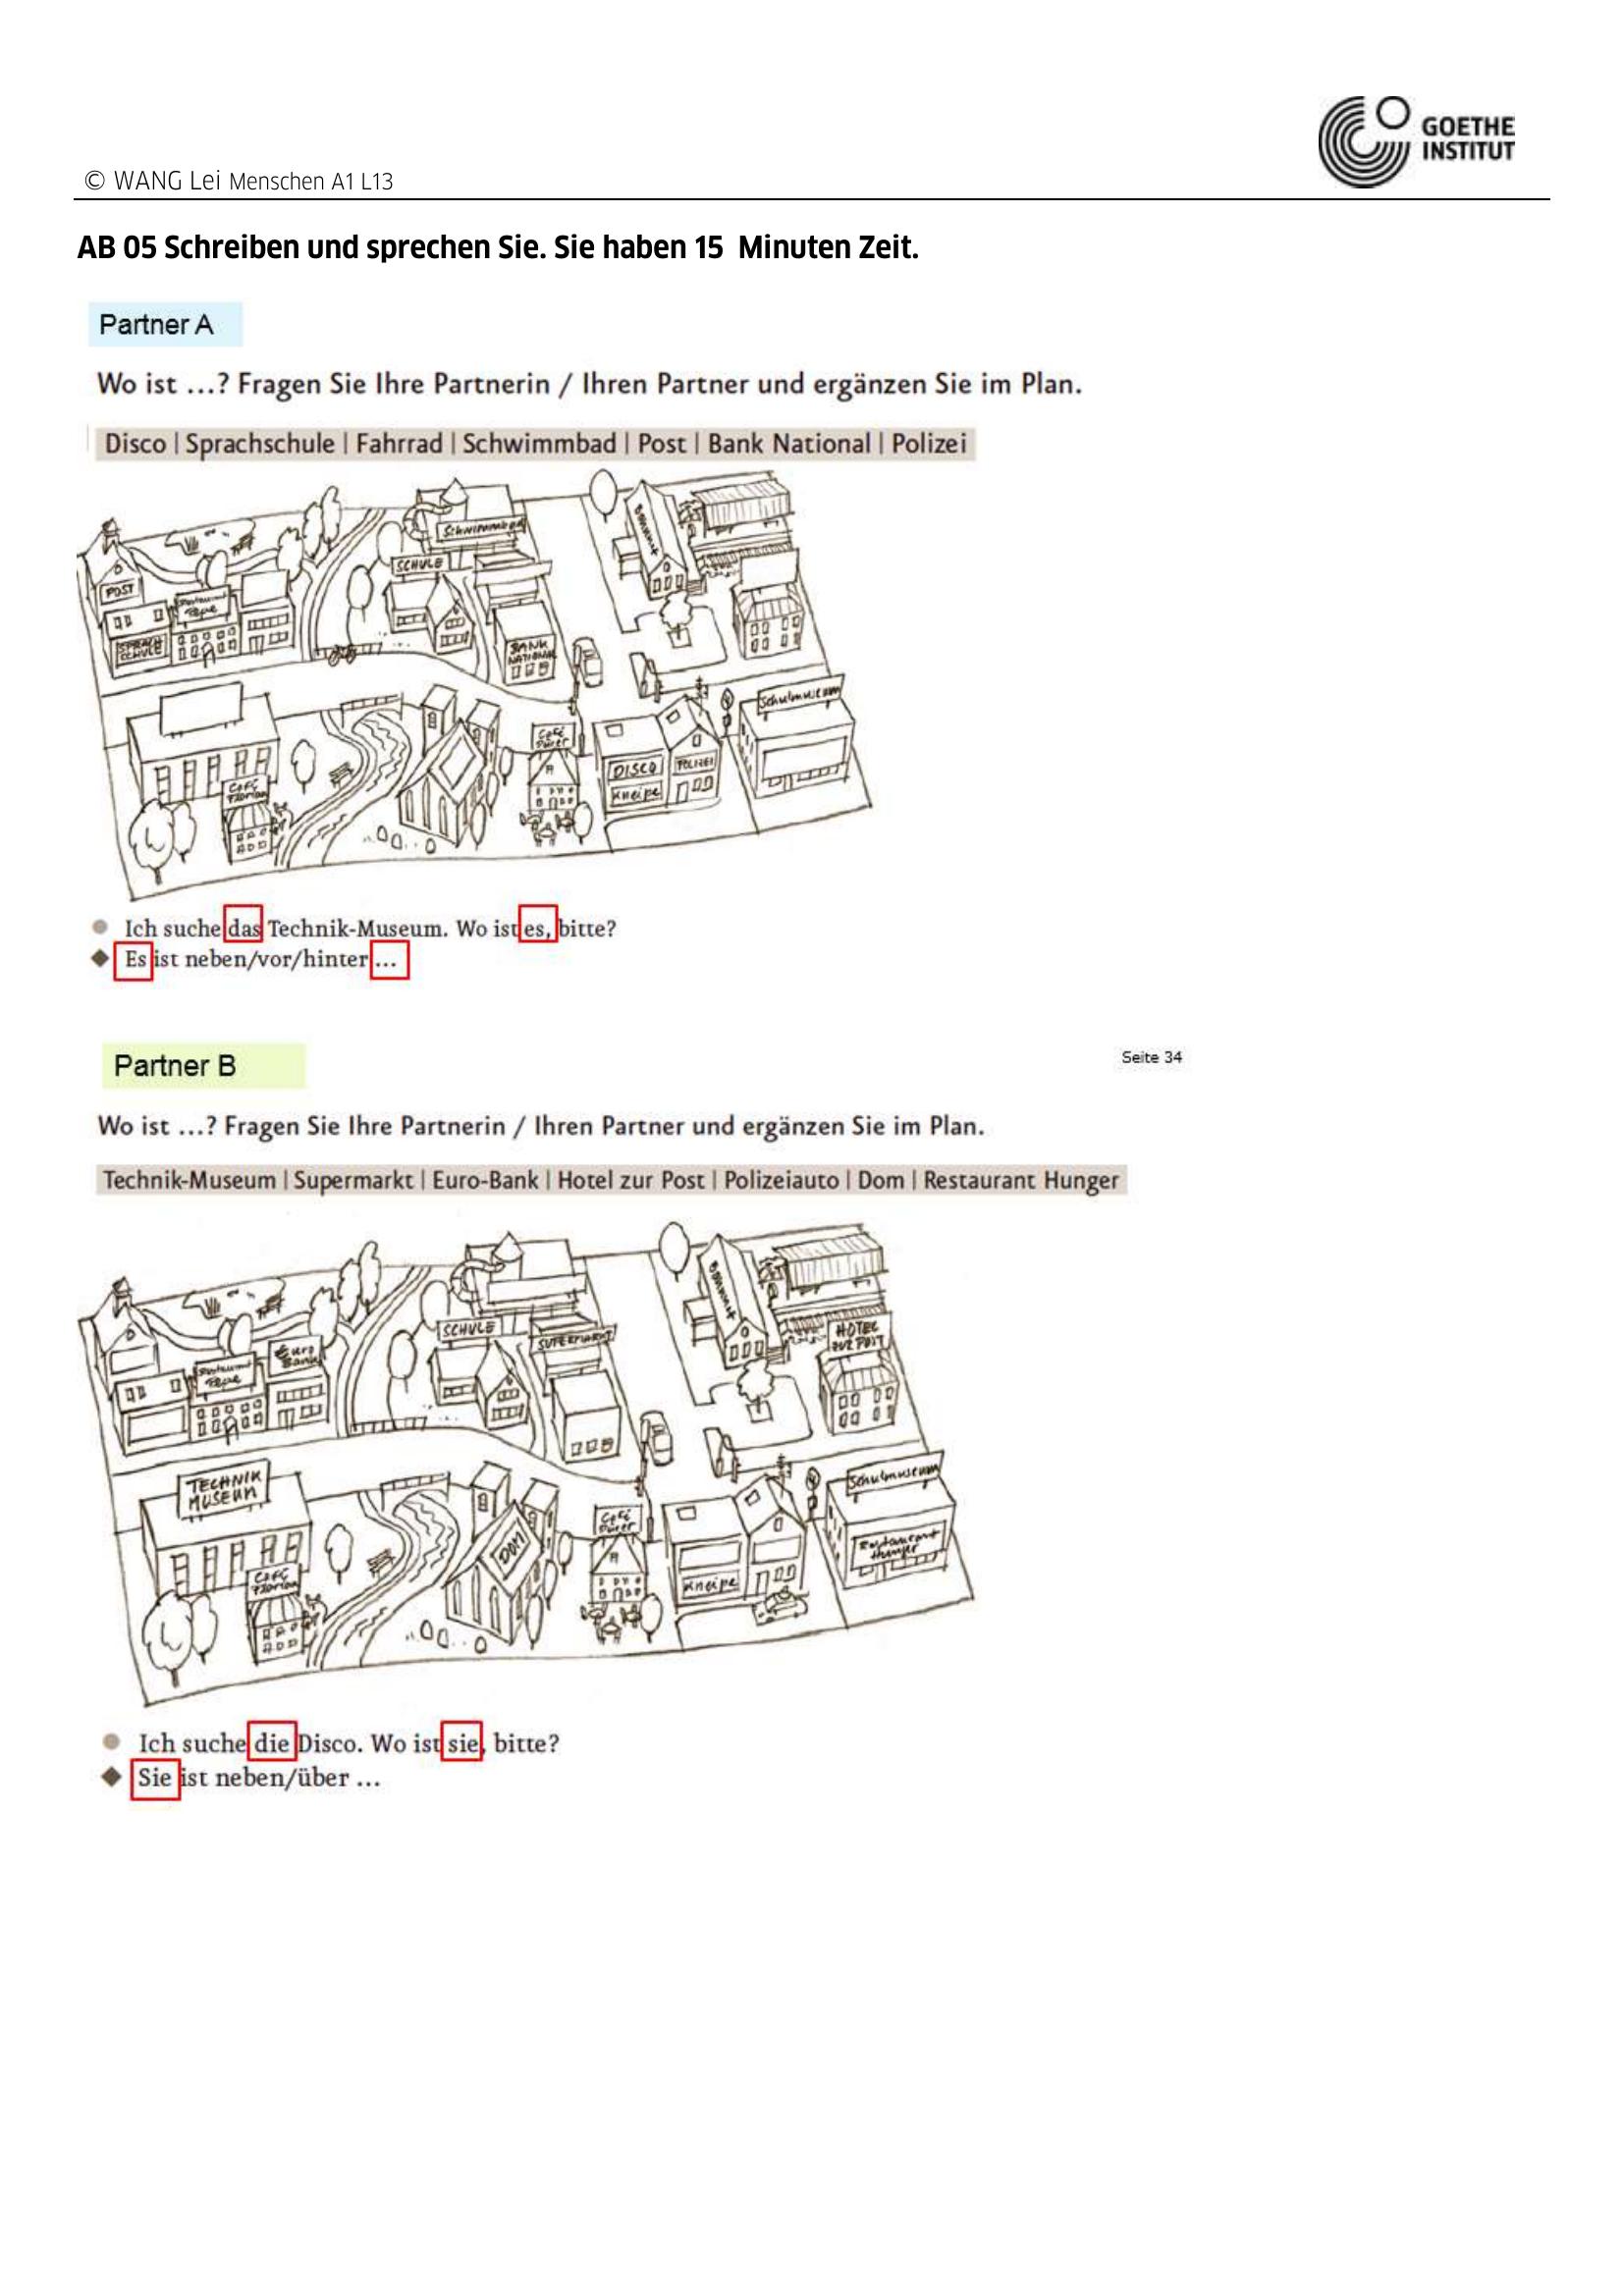 GOETHE
INSTITUT
© WANG Lei Menschen A1 L13
AB 05 Schreiben und sprechen Sie. Sie haben 15 Minuten Zeit.
Partner A
Wo ist ...? Fragen Sie Ihre Partnerin / Ihren Partner und ergänzen Sie im Plan.
Disco | Sprachschule | Fahrrad | Schwimmbad | Post | Bank National | Polizei
Schwimmbad
Bahnhof
SCHULE
POST
Restaurant
Pepe
SPRACH
SCHULE
BANK
NATIONAL
Schulmuseum
Café
Dürer
DISCO
POLIZEI
Kneipe
Café
Florian
Ich suche das Technik-Museum. Wo ist es, bitte?
Es ist neben/vor/hinter ...
Partner B
Seite 34
Wo ist ...? Fragen Sie Ihre Partnerin / Ihren Partner und ergänzen Sie im Plan.
Technik-Museum | Supermarkt | Euro-Bank | Hotel zur Post | Polizeiauto | Dom | Restaurant Hunger
Bahnhof
SCHULE
SUPERMARKT
HOTEL
ZUR POST
Euro
Bank
Restaurant
Pepe
TECHNIK
MUSEUM
Schulmuseum
Café
Dürer
DOM
Restaurant
Hunger
Kneipe
Café
Florian
Ich suche die Disco. Wo ist sie, bitte?
Sie ist neben/über ...